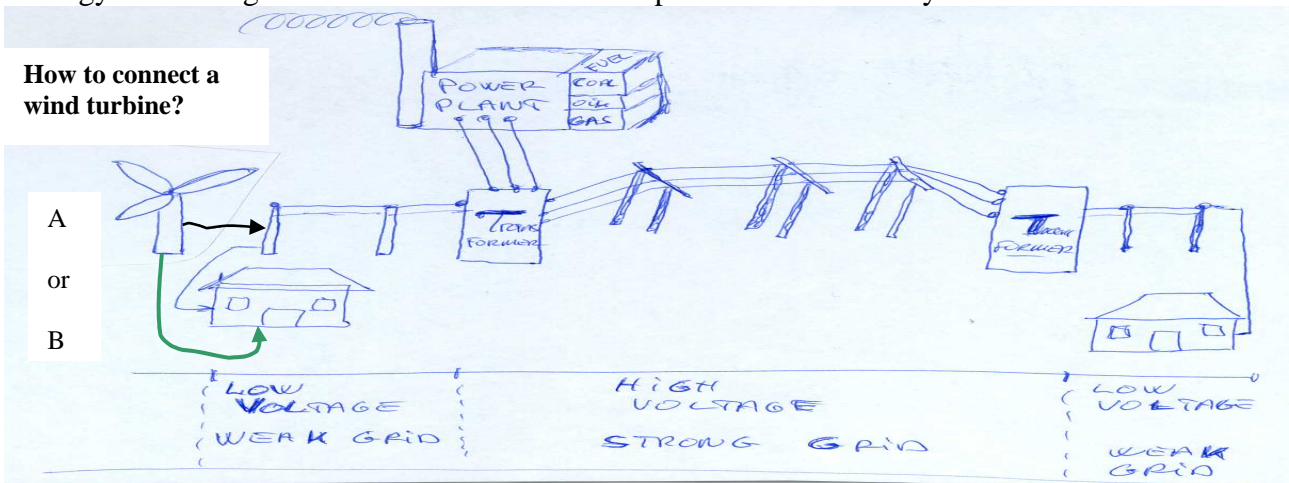 How to connect a
wind turbine?
POWER
PLANT
FUEL
COAL
OIL
GAS
A
or
B
TRANS
FORMER
FORMER
LOW
VOLTAGE
WEAK GRID
HIGH
VOLTAGE
STRONG GRID
LOW
VOLTAGE
WEAK
GRID